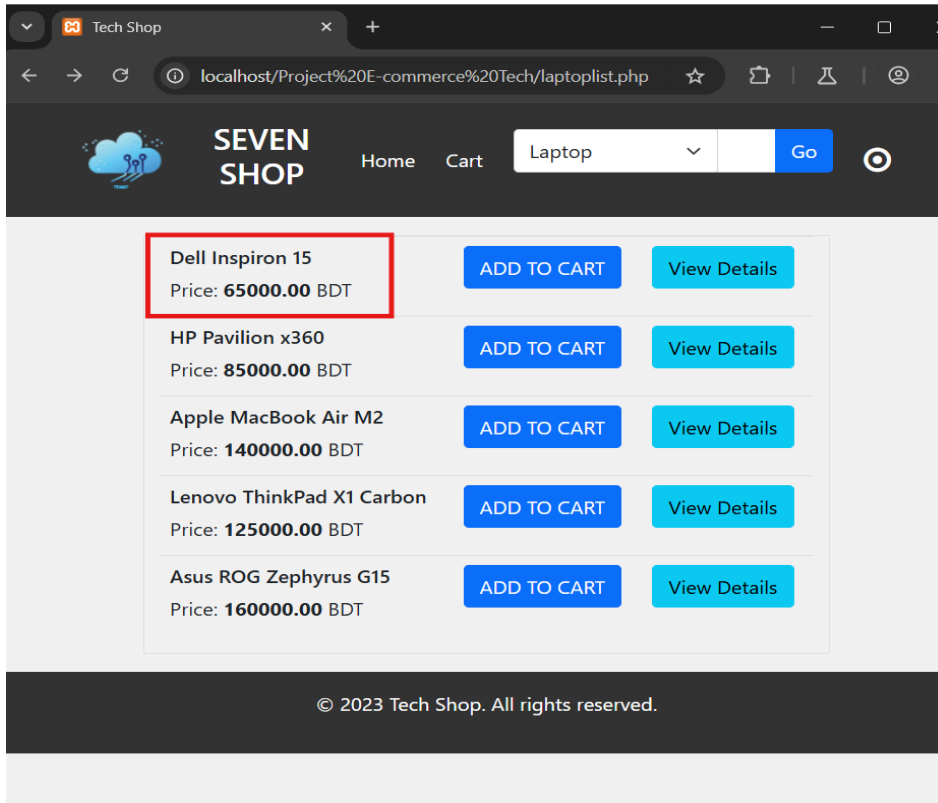 Tech Shop
localhost/Project%20E-commerce%20Tech/laptoplist.php
SEVEN
SHOP
Home Cart Laptop Go
Dell Inspiron 15
Price: 65000.00 BDT
ADD TO CART View Details
HP Pavilion x360
Price: 85000.00 BDT
ADD TO CART View Details
Apple MacBook Air M2
Price: 140000.00 BDT
ADD TO CART View Details
Lenovo ThinkPad X1 Carbon
Price: 125000.00 BDT
ADD TO CART View Details
Asus ROG Zephyrus G15
Price: 160000.00 BDT
ADD TO CART View Details
© 2023 Tech Shop. All rights reserved.